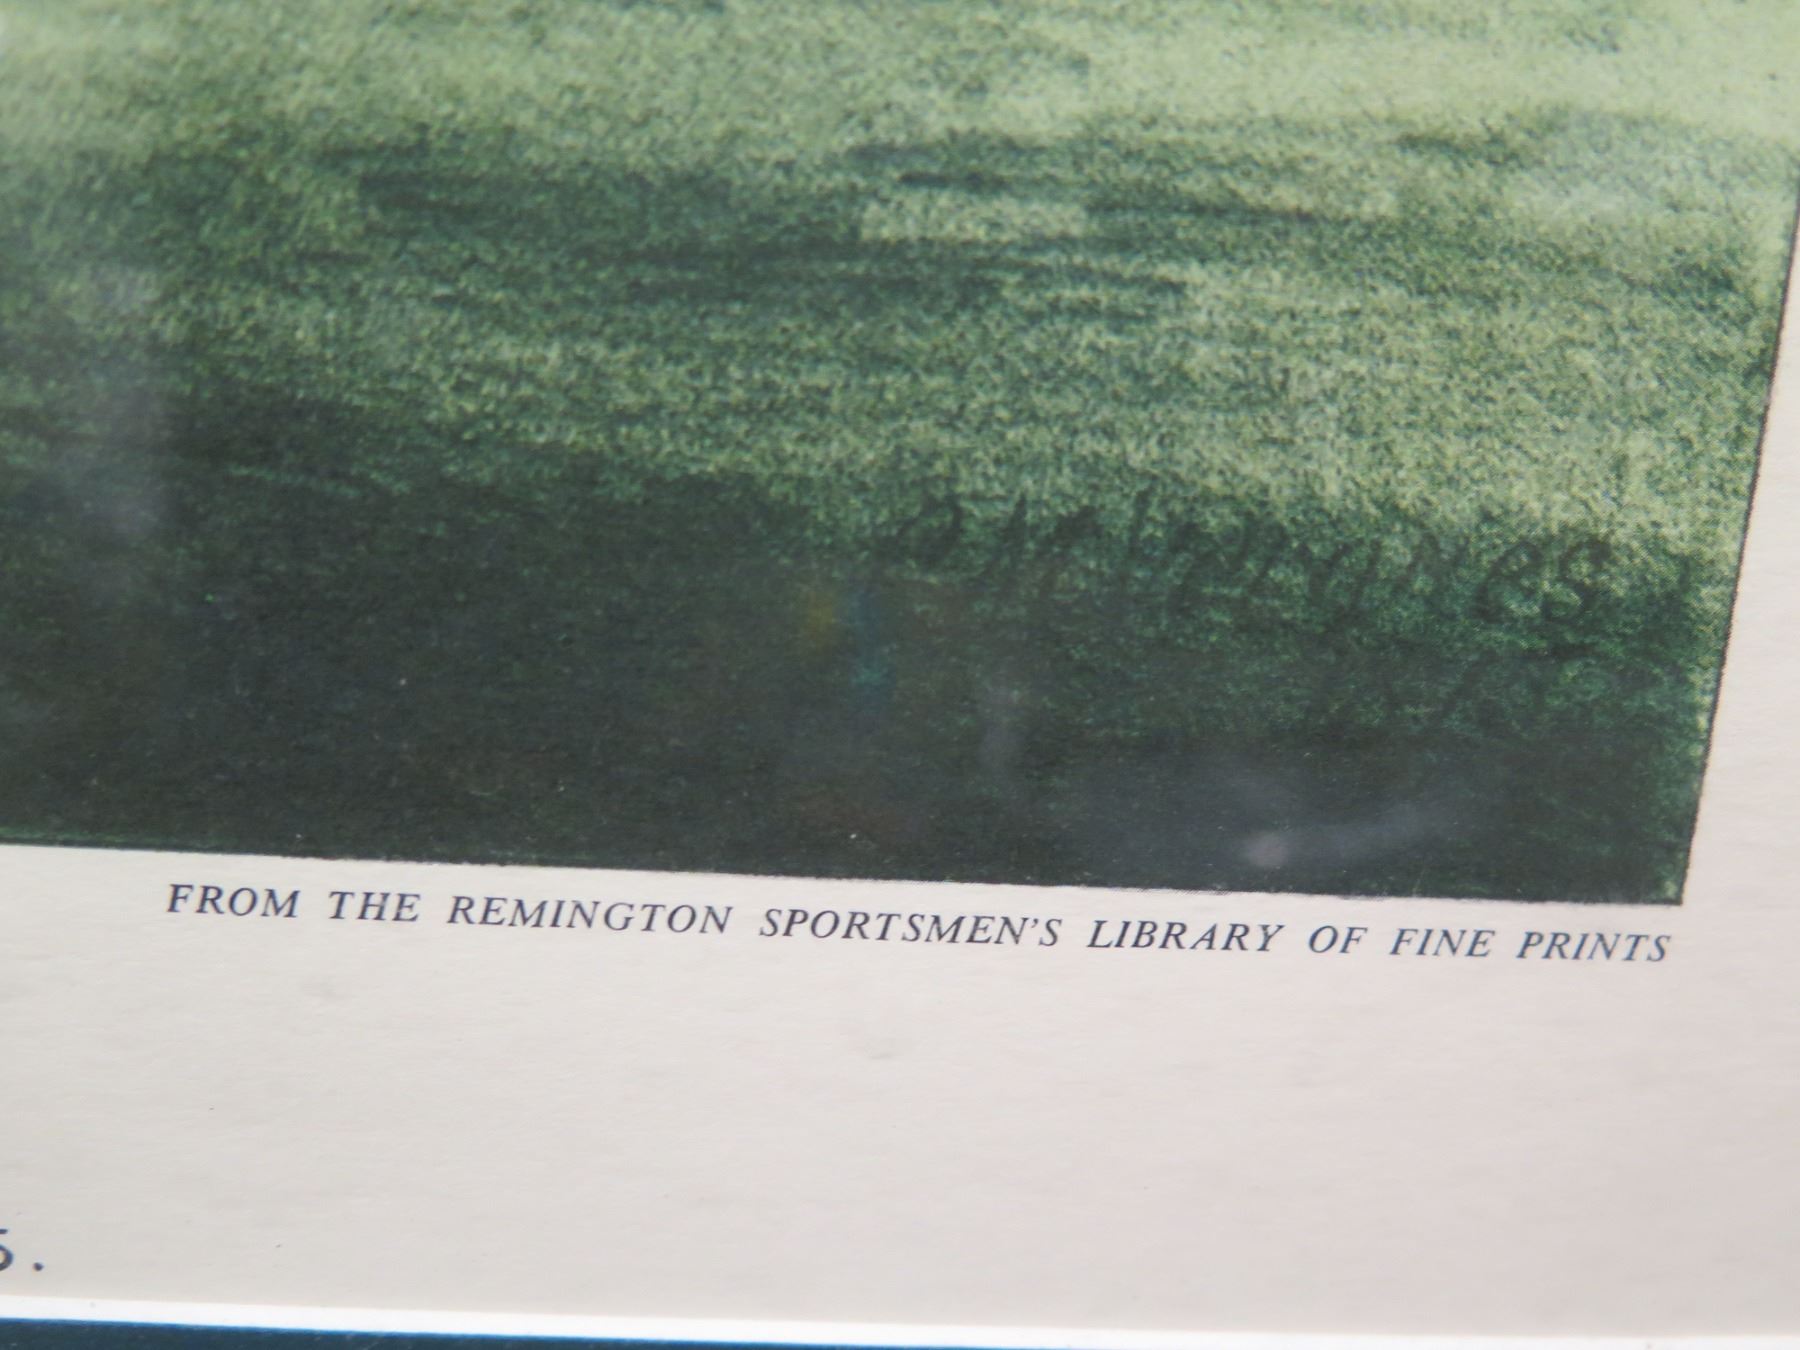 FROM THE REMINGTON SPORTSMEN'S LIBRARY OF FINE PRINTS